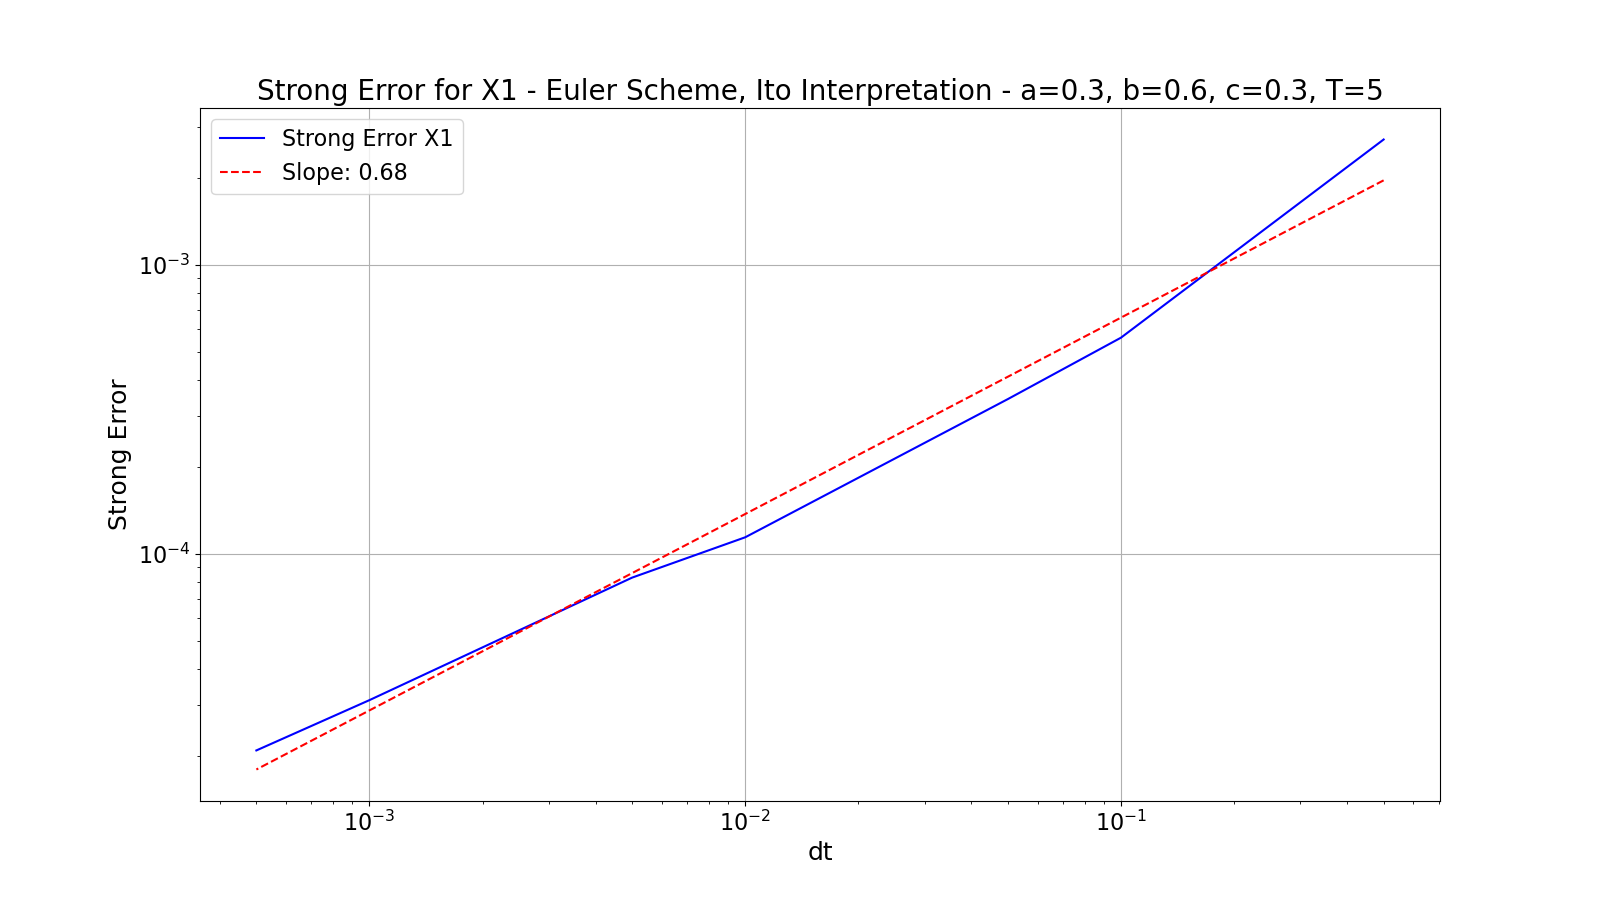 Strong Error for X1 - Euler Scheme, Ito Interpretation - a=0.3, b=0.6, c=0.3, T=5
Strong Error X1
Slope: 0.68
10⁻³
10⁻⁴
Strong Error
10⁻³ 10⁻² 10⁻¹
dt